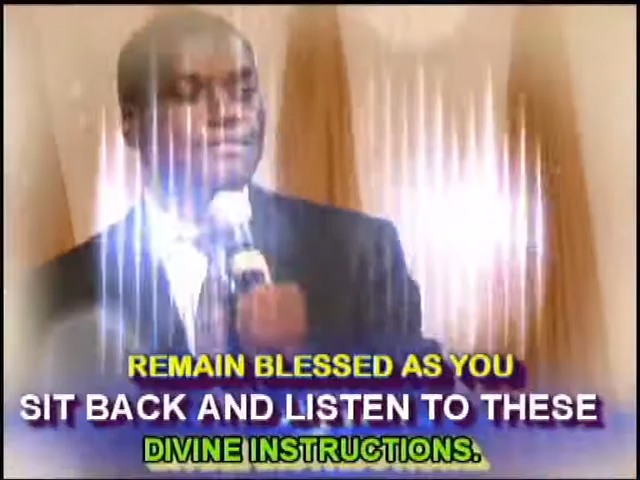 REMAIN BLESSED AS YOU
SIT BACK AND LISTEN TO THESE
DIVINE INSTRUCTIONS.